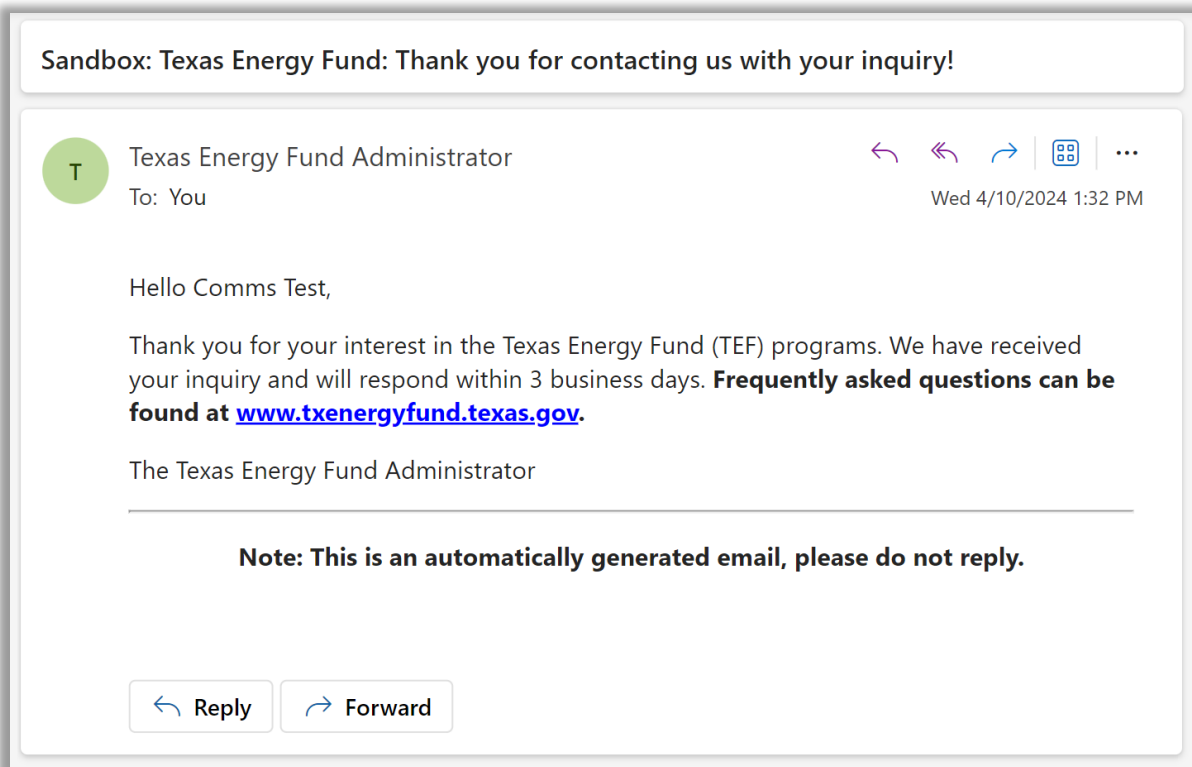 Sandbox: Texas Energy Fund: Thank you for contacting us with your inquiry!
T
Texas Energy Fund Administrator
To: You
Wed 4/10/2024 1:32 PM
Hello Comms Test,
Thank you for your interest in the Texas Energy Fund (TEF) programs. We have received
your inquiry and will respond within 3 business days. Frequently asked questions can be
found at www.txenergyfund.texas.gov.
The Texas Energy Fund Administrator
Note: This is an automatically generated email, please do not reply.
Reply
Forward